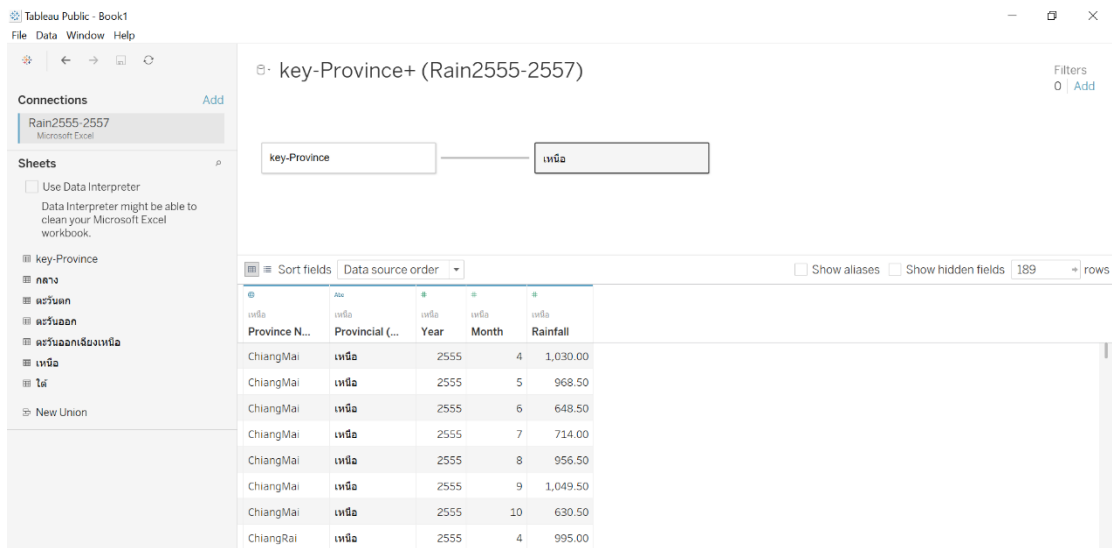 Tableau Public - Book1
File Data Window Help
key-Province+ (Rain2555-2557)
Filters
0 Add
Connections Add
Rain2555-2557
Microsoft Excel
key-Province
เหนือ
Sheets
Use Data Interpreter
Data Interpreter might be able to
clean your Microsoft Excel
workbook.
key-Province
กลาง
ตะวันตก
ตะวันออก
ตะวันออกเฉียงเหนือ
เหนือ
ใต้
New Union
Sort fields Data source order Show aliases Show hidden fields 189 rows
Abc
เหนือ เหนือ เหนือ เหนือ เหนือ
Province N... Provincial (... Year Month Rainfall
ChiangMai เหนือ 2555 4 1,030.00
ChiangMai เหนือ 2555 5 968.50
ChiangMai เหนือ 2555 6 648.50
ChiangMai เหนือ 2555 7 714.00
ChiangMai เหนือ 2555 8 956.50
ChiangMai เหนือ 2555 9 1,049.50
ChiangMai เหนือ 2555 10 630.50
ChiangRai เหนือ 2555 4 995.00